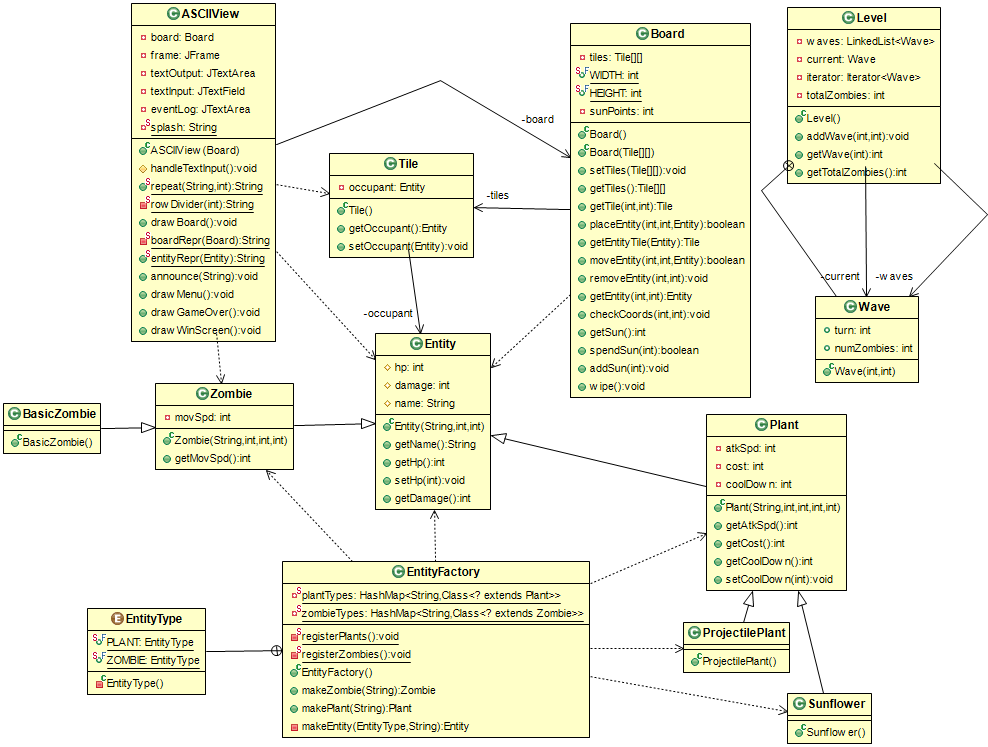 ASCIIView
board: Board
frame: JFrame
textOutput: JTextArea
textInput: JTextField
eventLog: JTextArea
splash: String
ASCIIView(Board)
handleTextInput():void
repeat(String,int):String
rowDivider(int):String
drawBoard():void
boardRepr(Board):String
entityRepr(Entity):String
announce(String):void
drawMenu():void
drawGameOver():void
drawWinScreen():void
Board
tiles: Tile[][]
WIDTH: int
HEIGHT: int
sunPoints: int
Board()
Board(Tile[][])
setTiles(Tile[][]):void
getTiles():Tile[][]
getTile(int,int):Tile
placeEntity(int,int,Entity):boolean
getEntityTile(Entity):Tile
moveEntity(int,int,Entity):boolean
removeEntity(int,int):void
getEntity(int,int):Entity
checkCoords(int,int):void
getSun():int
spendSun(int):boolean
addSun(int):void
wipe():void
Level
waves: LinkedList<Wave>
current: Wave
iterator: Iterator<Wave>
totalZombies: int
Level()
addWave(int,int):void
getWave(int):int
getTotalZombies():int
-board
Tile
occupant: Entity
Tile()
getOccupant():Entity
setOccupant(Entity):void
-tiles
-current
-waves
Wave
turn: int
numZombies: int
Wave(int,int)
-occupant
Entity
hp: int
damage: int
name: String
Entity(String,int,int)
getName():String
getHp():int
setHp(int):void
getDamage():int
Zombie
movSpd: int
Zombie(String,int,int,int)
getMovSpd():int
BasicZombie
BasicZombie()
Plant
atkSpd: int
cost: int
coolDown: int
Plant(String,int,int,int,int)
getAtkSpd():int
getCost():int
getCoolDown():int
setCoolDown(int):void
EntityFactory
plantTypes: HashMap<String,Class<? extends Plant>>
zombieTypes: HashMap<String,Class<? extends Zombie>>
registerPlants():void
registerZombies():void
EntityFactory()
makeZombie(String):Zombie
makePlant(String):Plant
makeEntity(EntityType,String):Entity
EntityType
PLANT: EntityType
ZOMBIE: EntityType
EntityType()
ProjectilePlant
ProjectilePlant()
Sunflower
Sunflower()